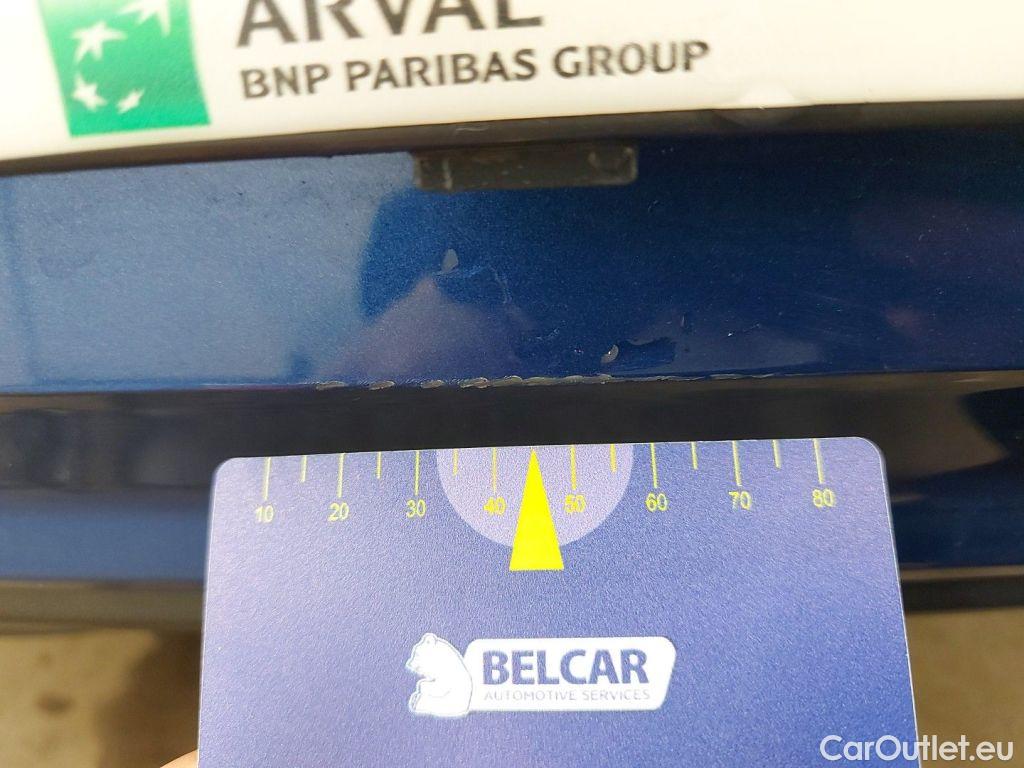 ARVAL
BNP PARIBAS GROUP
10 20 30 40 50 60 70 80
BELCAR
AUTOMOTIVE SERVICES
CarOutlet.eu